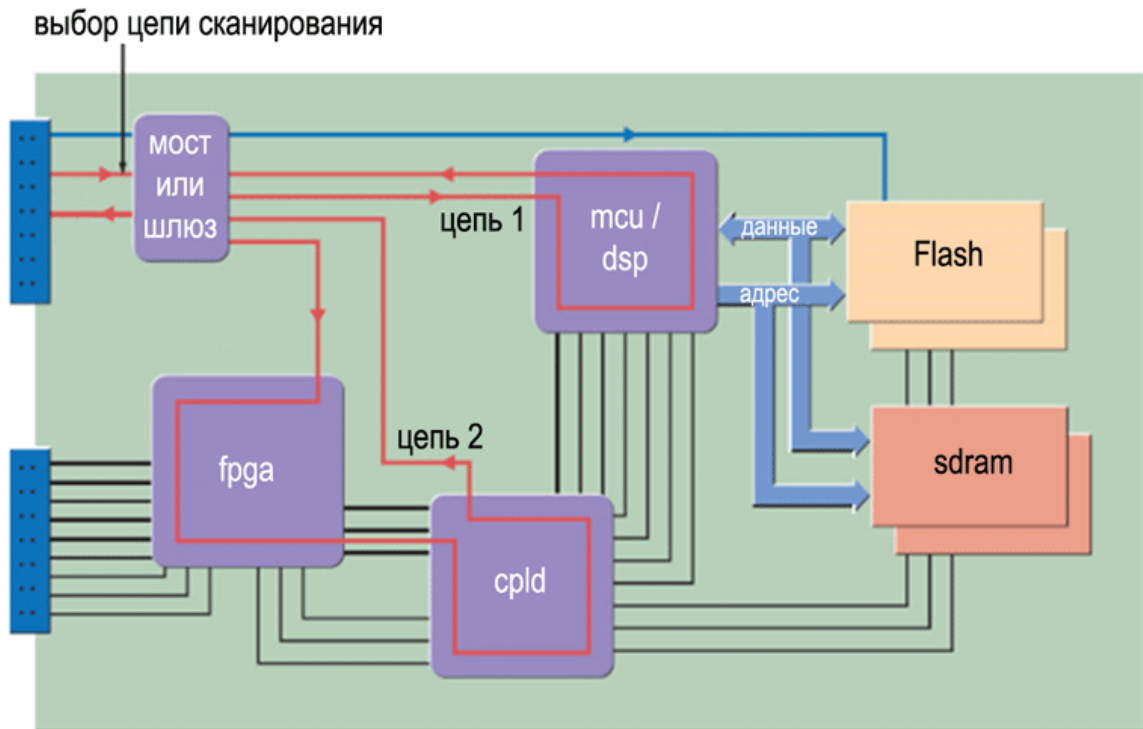 выбор цепи сканирования
мост
или
шлюз
цепь 1
mcu /
dsp
данные
адрес
Flash
цепь 2
fpga
sdram
cpld